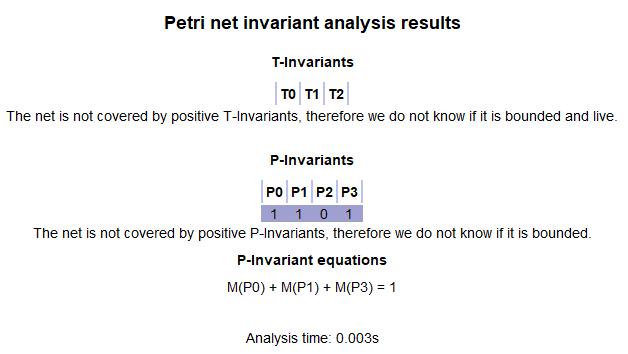 Petri net invariant analysis results
T-Invariants
T0 T1 T2
The net is not covered by positive T-Invariants, therefore we do not know if it is bounded and live.
P-Invariants
P0 P1 P2 P3
1 1 0 1
The net is not covered by positive P-Invariants, therefore we do not know if it is bounded.
P-Invariant equations
M(P0) + M(P1) + M(P3) = 1
Analysis time: 0.003s